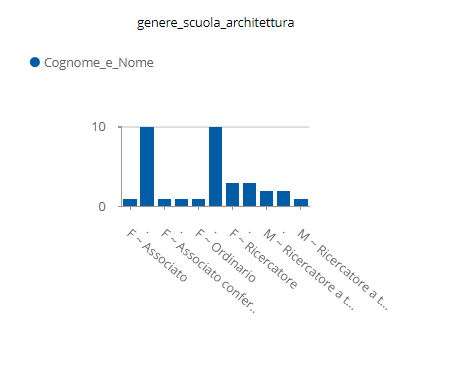 genere_scuola_architettura
Cognome_e_Nome
10
0
F ~ Associato
F ~ Associato confer..
F ~ Ordinario
F ~ Ricercatore
M ~ Ricercatore a t...
M ~ Ricercatore a t...